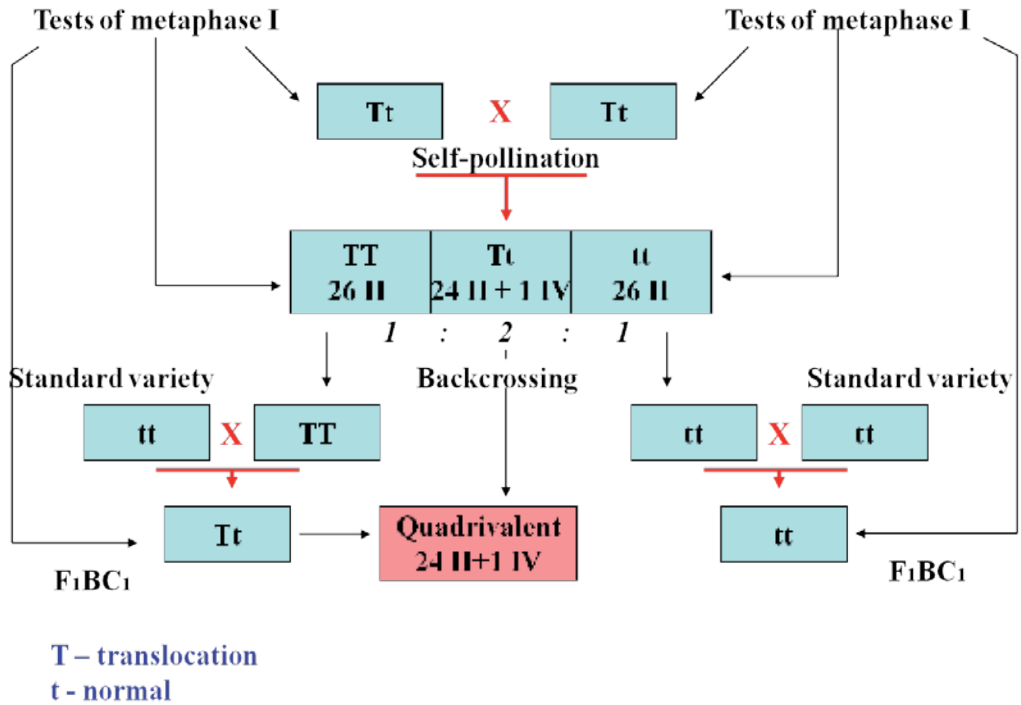 Tests of metaphase I
Tests of metaphase I
Tt
X
Tt
Self-pollination
TT
Tt
tt
26 II
24 II + 1 IV
26 II
1 : 2 : 1
Standard variety
Backcrossing
Standard variety
tt
X
TT
tt
X
tt
Tt
Quadrivalent
24 II+1 IV
tt
F₁BC₁
F₁BC₁
T – translocation
t - normal